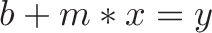 b + m * x = y